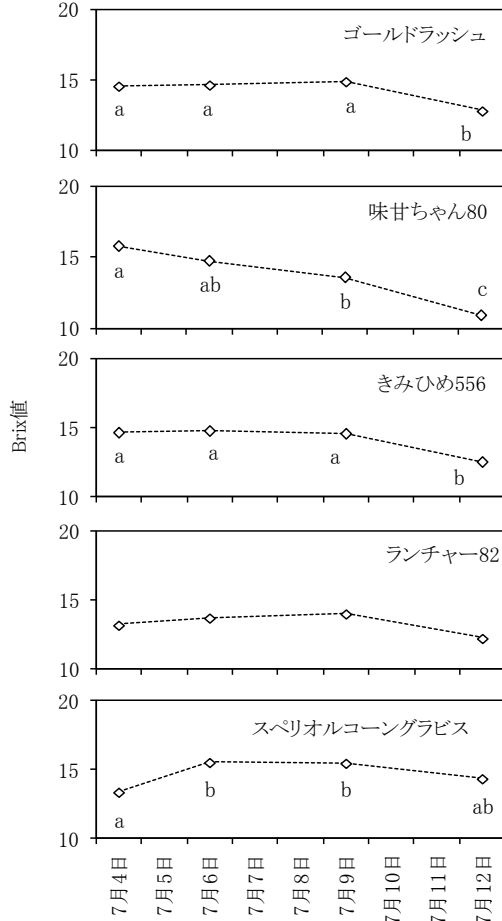 20
15
10
ゴールドラッシュ
a
a
a
b
20
15
10
味甘ちゃん80
a
ab
b
c
20
15
10
きみひめ556
a
a
a
b
20
15
10
ランチャー82
20
15
10
スペリオルコーングラビス
a
b
b
ab
Brix値
7月4日
7月5日
7月6日
7月7日
7月8日
7月9日
7月10日
7月11日
7月12日